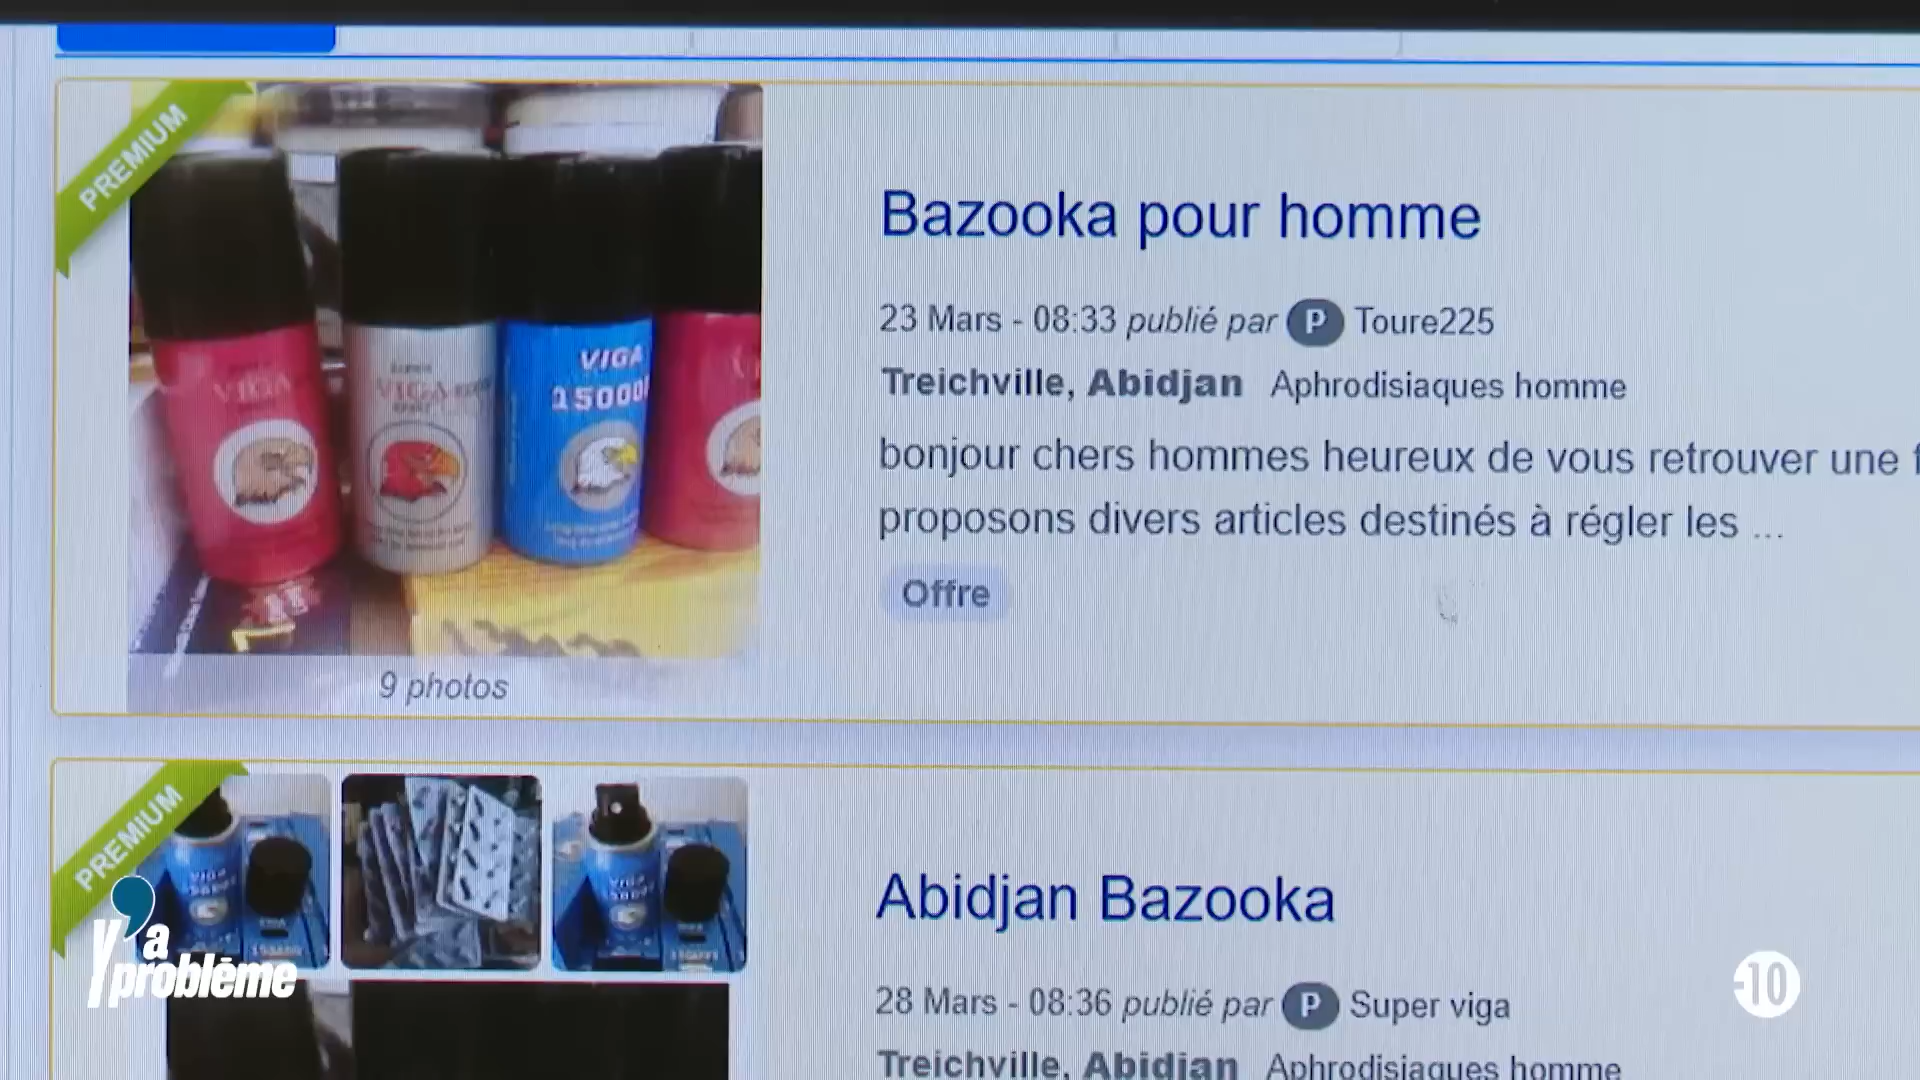 PREMIUM
VIGA
VIGA
VIGA
15000
Bazooka pour homme
23 Mars - 08:33 publié par P Toure225
Treichville, Abidjan Aphrodisiaques homme
bonjour chers hommes heureux de vous retrouver une
proposons divers articles destinés à régler les ...
Offre
9 photos
PREMIUM
VIGA
VIGA
Abidjan Bazooka
28 Mars - 08:36 publié par P Super viga
Treichville, Abidjan Aphrodisiaques homme
Y'a
problème
-10